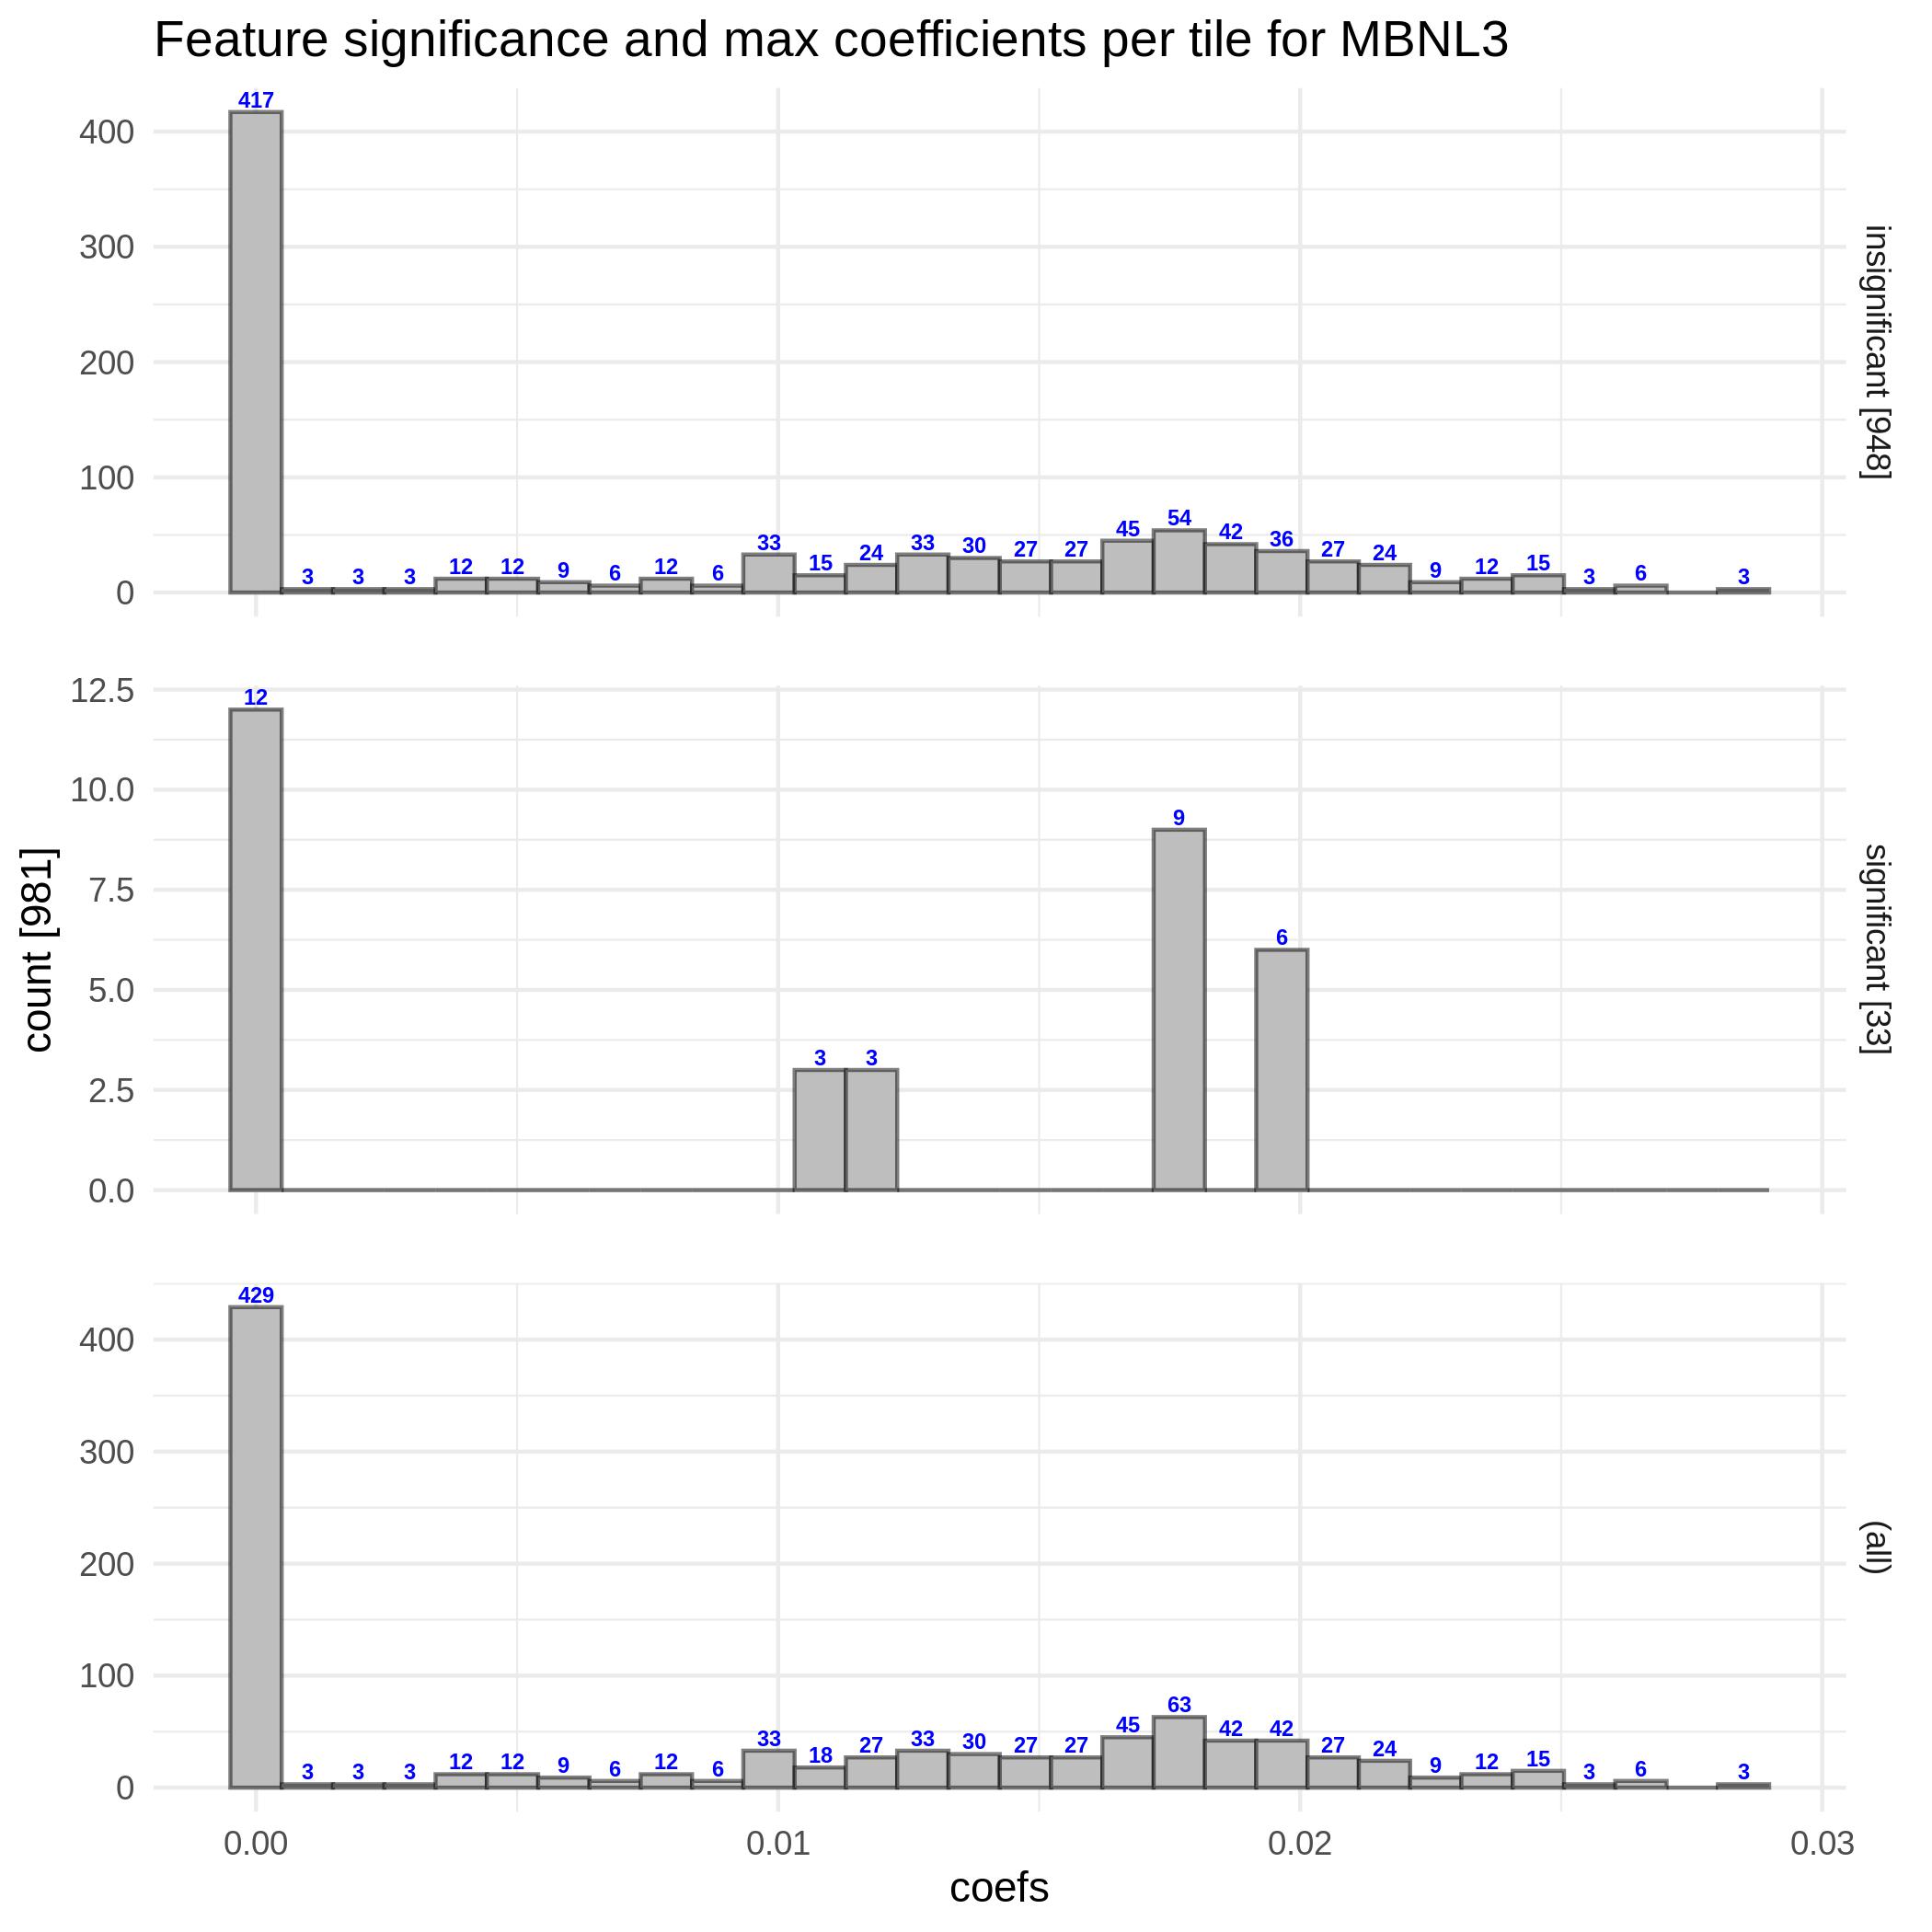 Feature significance and max coefficients per tile for MBNL3
417
400
300
200
100
0
3 3 3 12 12 9 6 12 6 33 15 24 33 30 27 27 45 54 42 36 27 24 9 12 15 3 6 3
insignificant [948]
12.5
10.0
7.5
5.0
2.5
0.0
12 3 3 9 6
significant [33]
count [981]
429
400
300
200
100
0
3 3 3 12 12 9 6 12 6 33 18 27 33 30 27 27 45 63 42 42 27 24 9 12 15 3 6 3
(all)
0.00 0.01 0.02 0.03
coefs